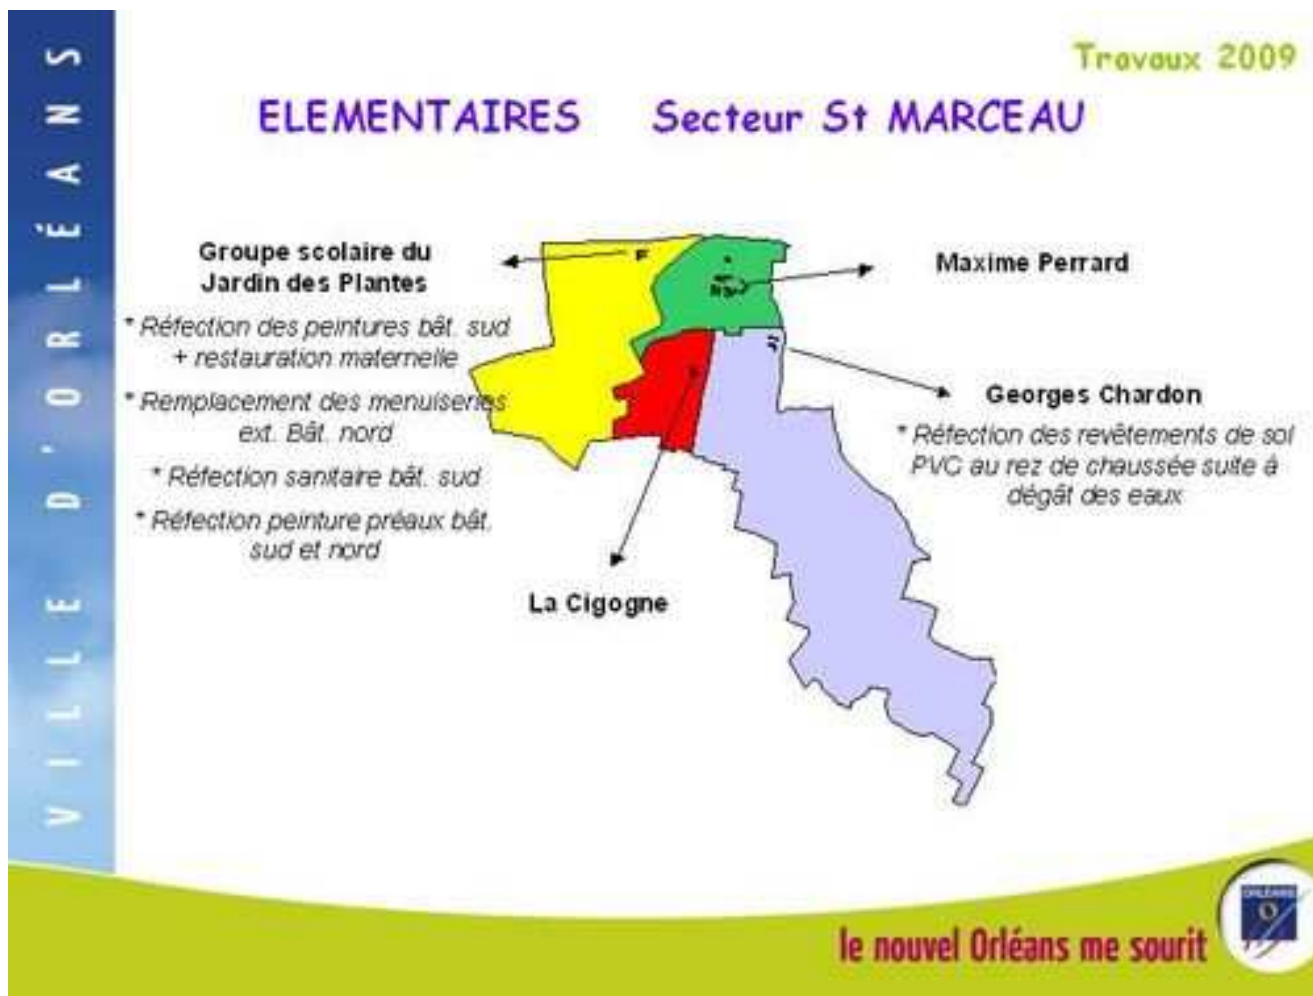 VILLE D'ORLÉANS
Travaux 2009
ELEMENTAIRES Secteur St MARCEAU
Groupe scolaire du
Jardin des Plantes
* Réfection des peintures bât. sud
+ restauration maternelle
* Remplacement des menuiseries
ext. Bât. nord
* Réfection sanitaire bât. sud
* Réfection peinture préaux bât.
sud et nord
Maxime Perrard
Georges Chardon
* Réfection des revêtements de sol
PVC au rez de chaussée suite à
dégât des eaux
La Cigogne
le nouvel Orléans me sourit
ORLÉANS